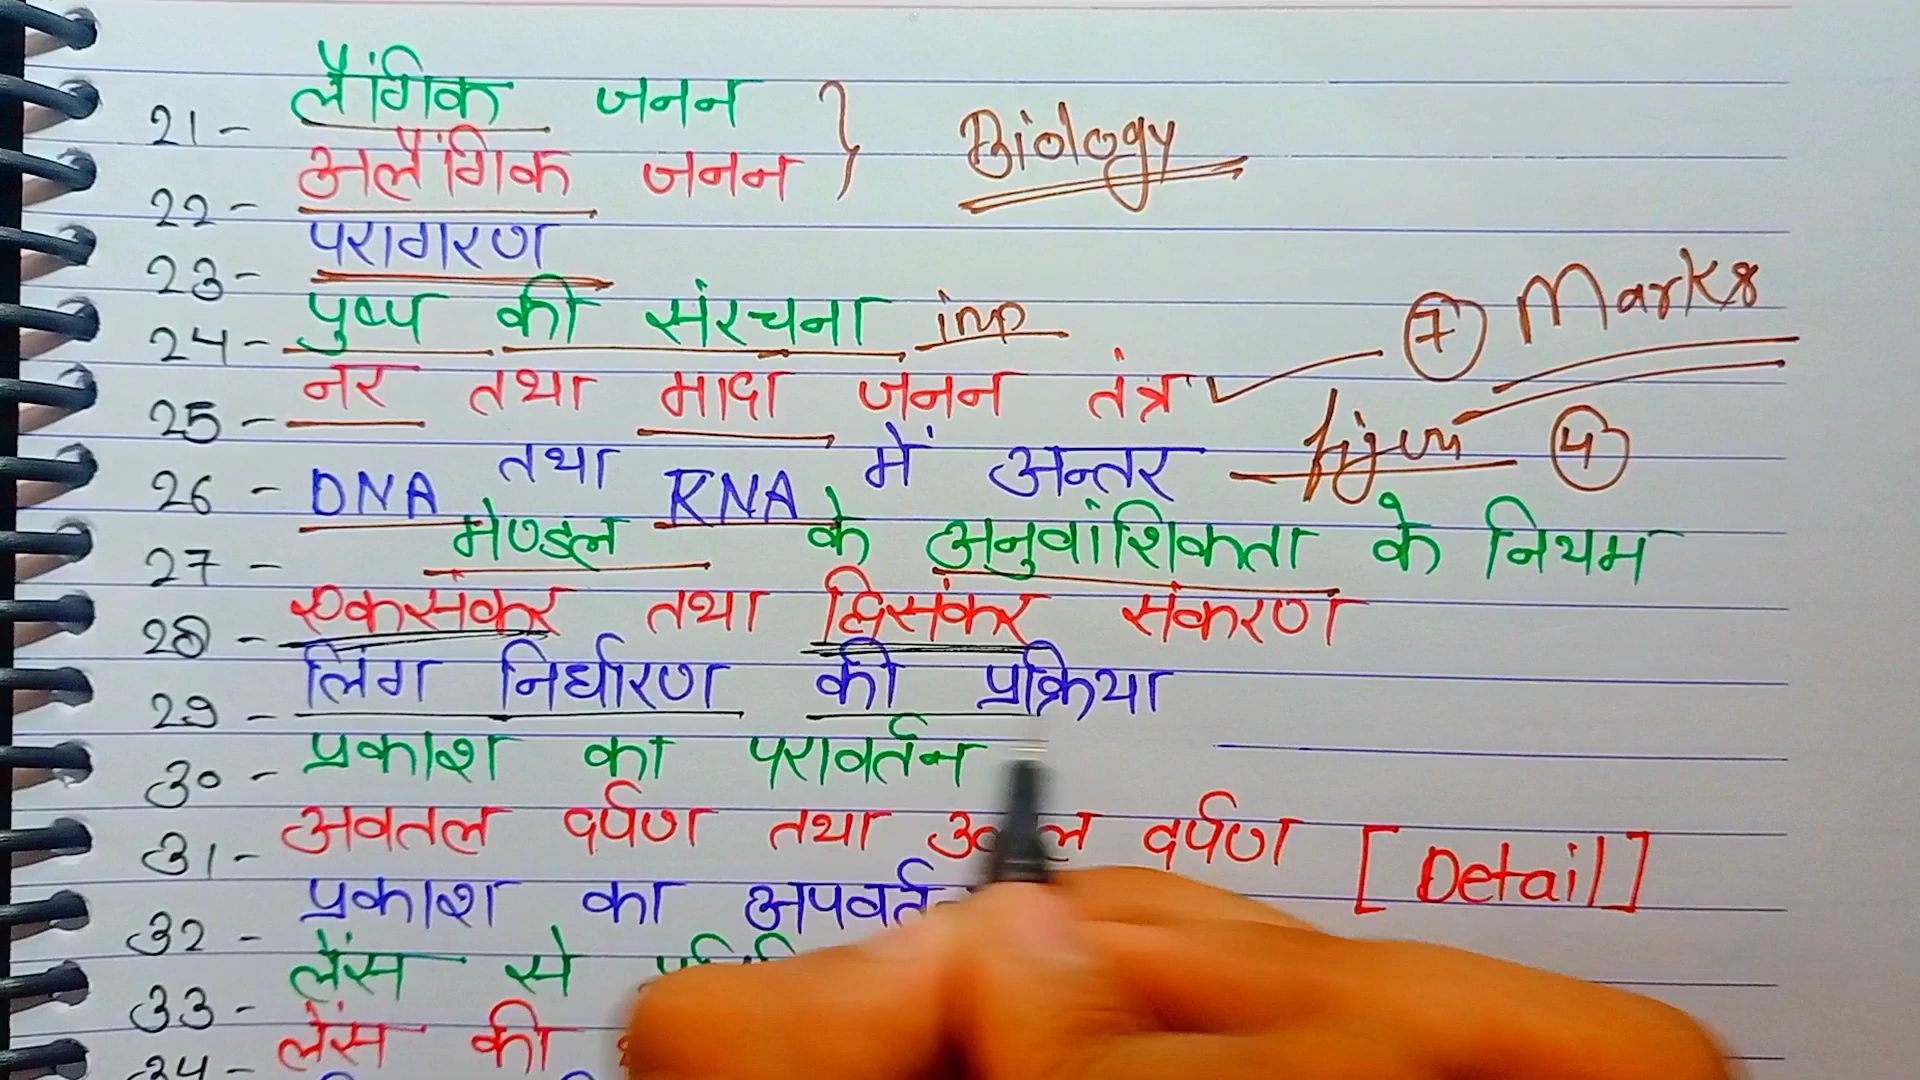 21- लैंगिक जनन } Biology
22- अलैंगिक जनन
23- परागरण
24- पुष्प की संरचना imp
25- नर तथा मादा जनन तंत्र ✓ 7 Marks
26- DNA तथा RNA में अन्तर
27- मेण्डल के अनुवांशिकता के नियम
28- एकसंकर तथा द्विसंकर संकरण
29- लिंग निर्धारण की प्रक्रिया
30- प्रकाश का परावर्तन
31- अवतल दर्पण तथा दर्पण [Detail]
32- प्रकाश का
33- लेंस से
34- लेंस की